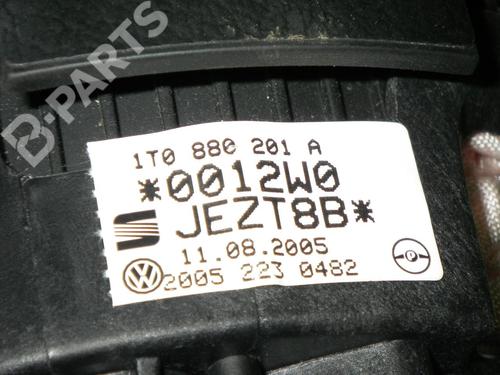 B-PARTS
1T0 880 201 A
*0012W0
JEZT8B*
11.08.2005
2005 223 0482
P